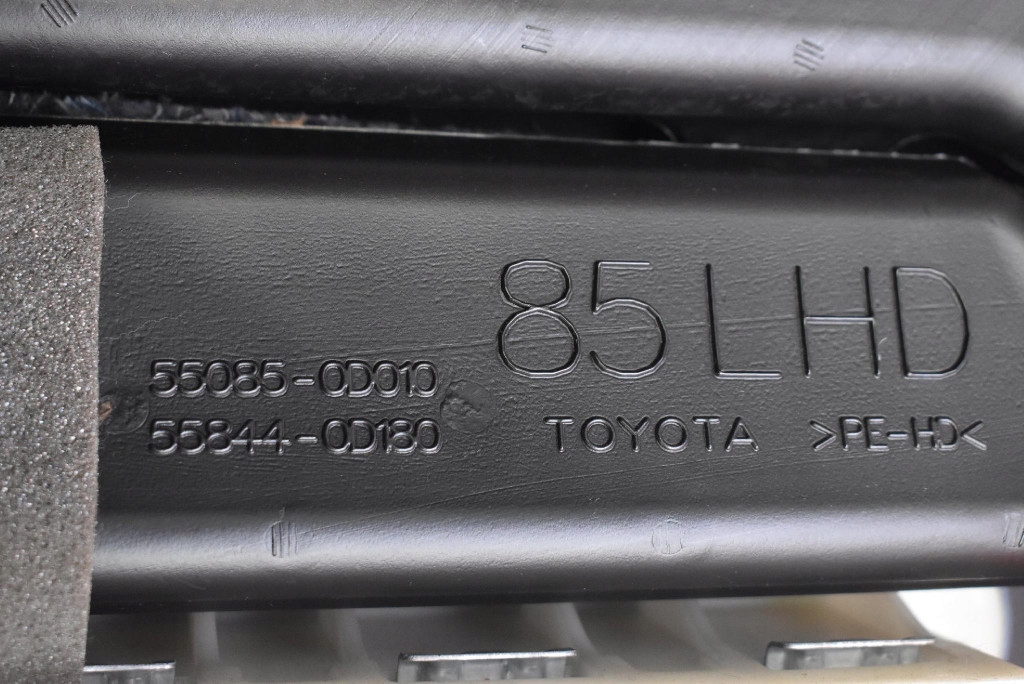 85 LHD
55085-0D010
55844-0D180
TOYOTA >PE-HD<